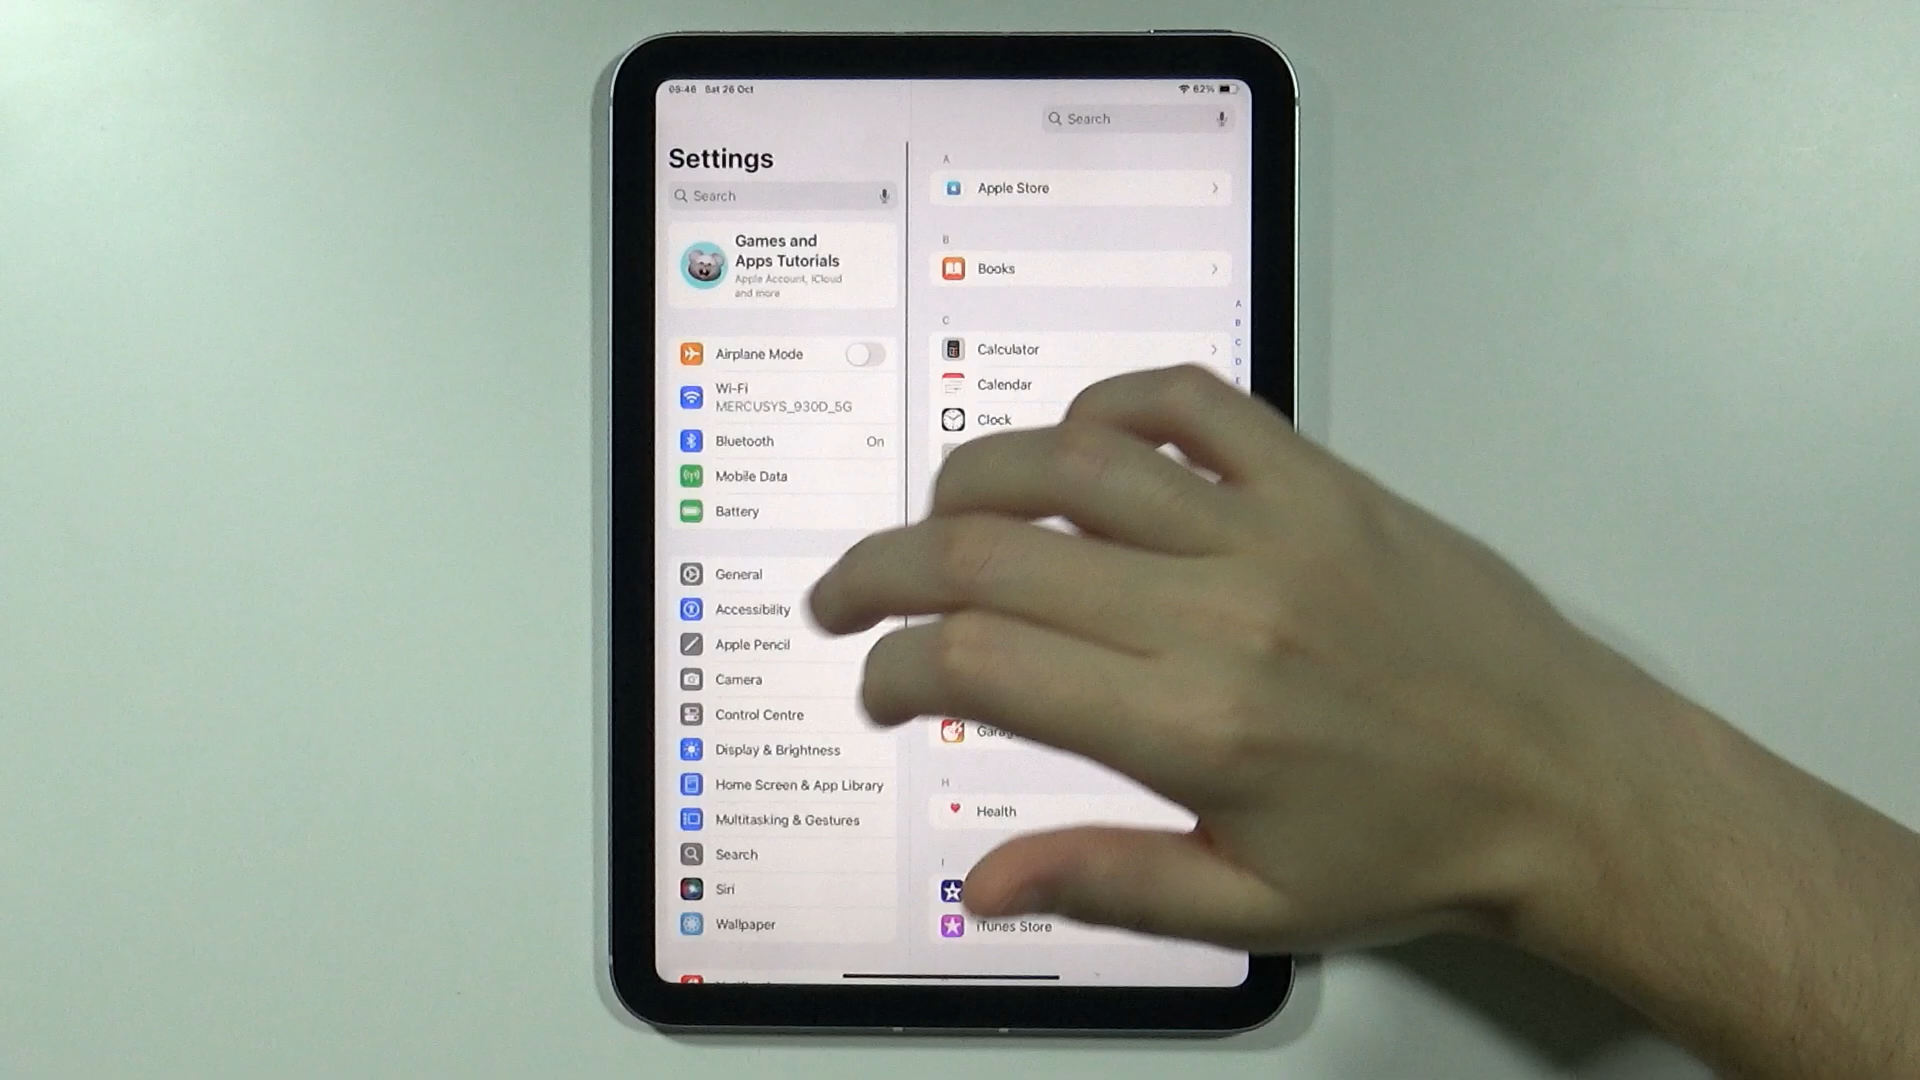 08:46 Sat 26 Oct
62%
Search
Settings
Search
Games and
Apps Tutorials
Apple Account, iCloud
and more
Airplane Mode
Wi-Fi
MERCUSYS_930D_5G
Bluetooth On
Mobile Data
Battery
General
Accessibility
Apple Pencil
Camera
Control Centre
Display & Brightness
Home Screen & App Library
Multitasking & Gestures
Search
Siri
Wallpaper
A
Apple Store
B
Books
C
Calculator
Calendar
Clock
H
Health
I
iTunes Store
A
B
C
D
E